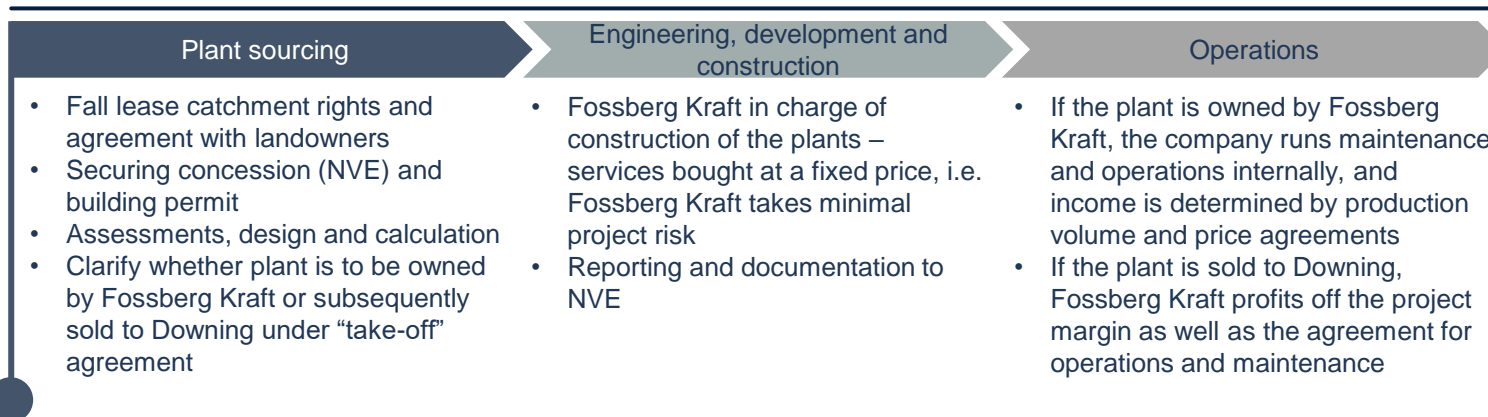 Plant sourcing
• Fall lease catchment rights and
agreement with landowners
• Securing concession (NVE) and
building permit
• Assessments, design and calculation
• Clarify whether plant is to be owned
by Fossberg Kraft or subsequently
sold to Downing under “take-off”
agreement
Engineering, development and
construction
• Fossberg Kraft in charge of
construction of the plants –
services bought at a fixed price, i.e.
Fossberg Kraft takes minimal
project risk
• Reporting and documentation to
NVE
Operations
• If the plant is owned by Fossberg
Kraft, the company runs maintenance
and operations internally, and
income is determined by production
volume and price agreements
• If the plant is sold to Downing,
Fossberg Kraft profits off the project
margin as well as the agreement for
operations and maintenance